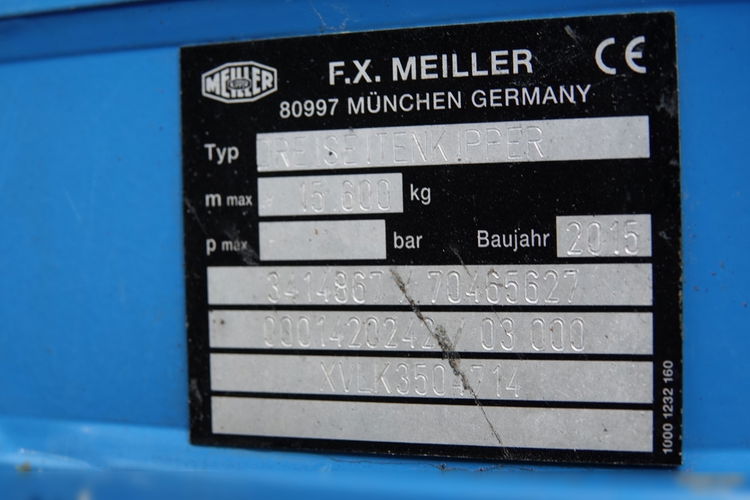 MEILLER
F.X. MEILLER CE
80997 MÜNCHEN GERMANY
Typ DREISEITENKIPPER
m max 15.600 kg
p max bar Baujahr 2015
3414867 / 70465627
0001420242 / 03 000
XVLK3504714
1000 1232 160